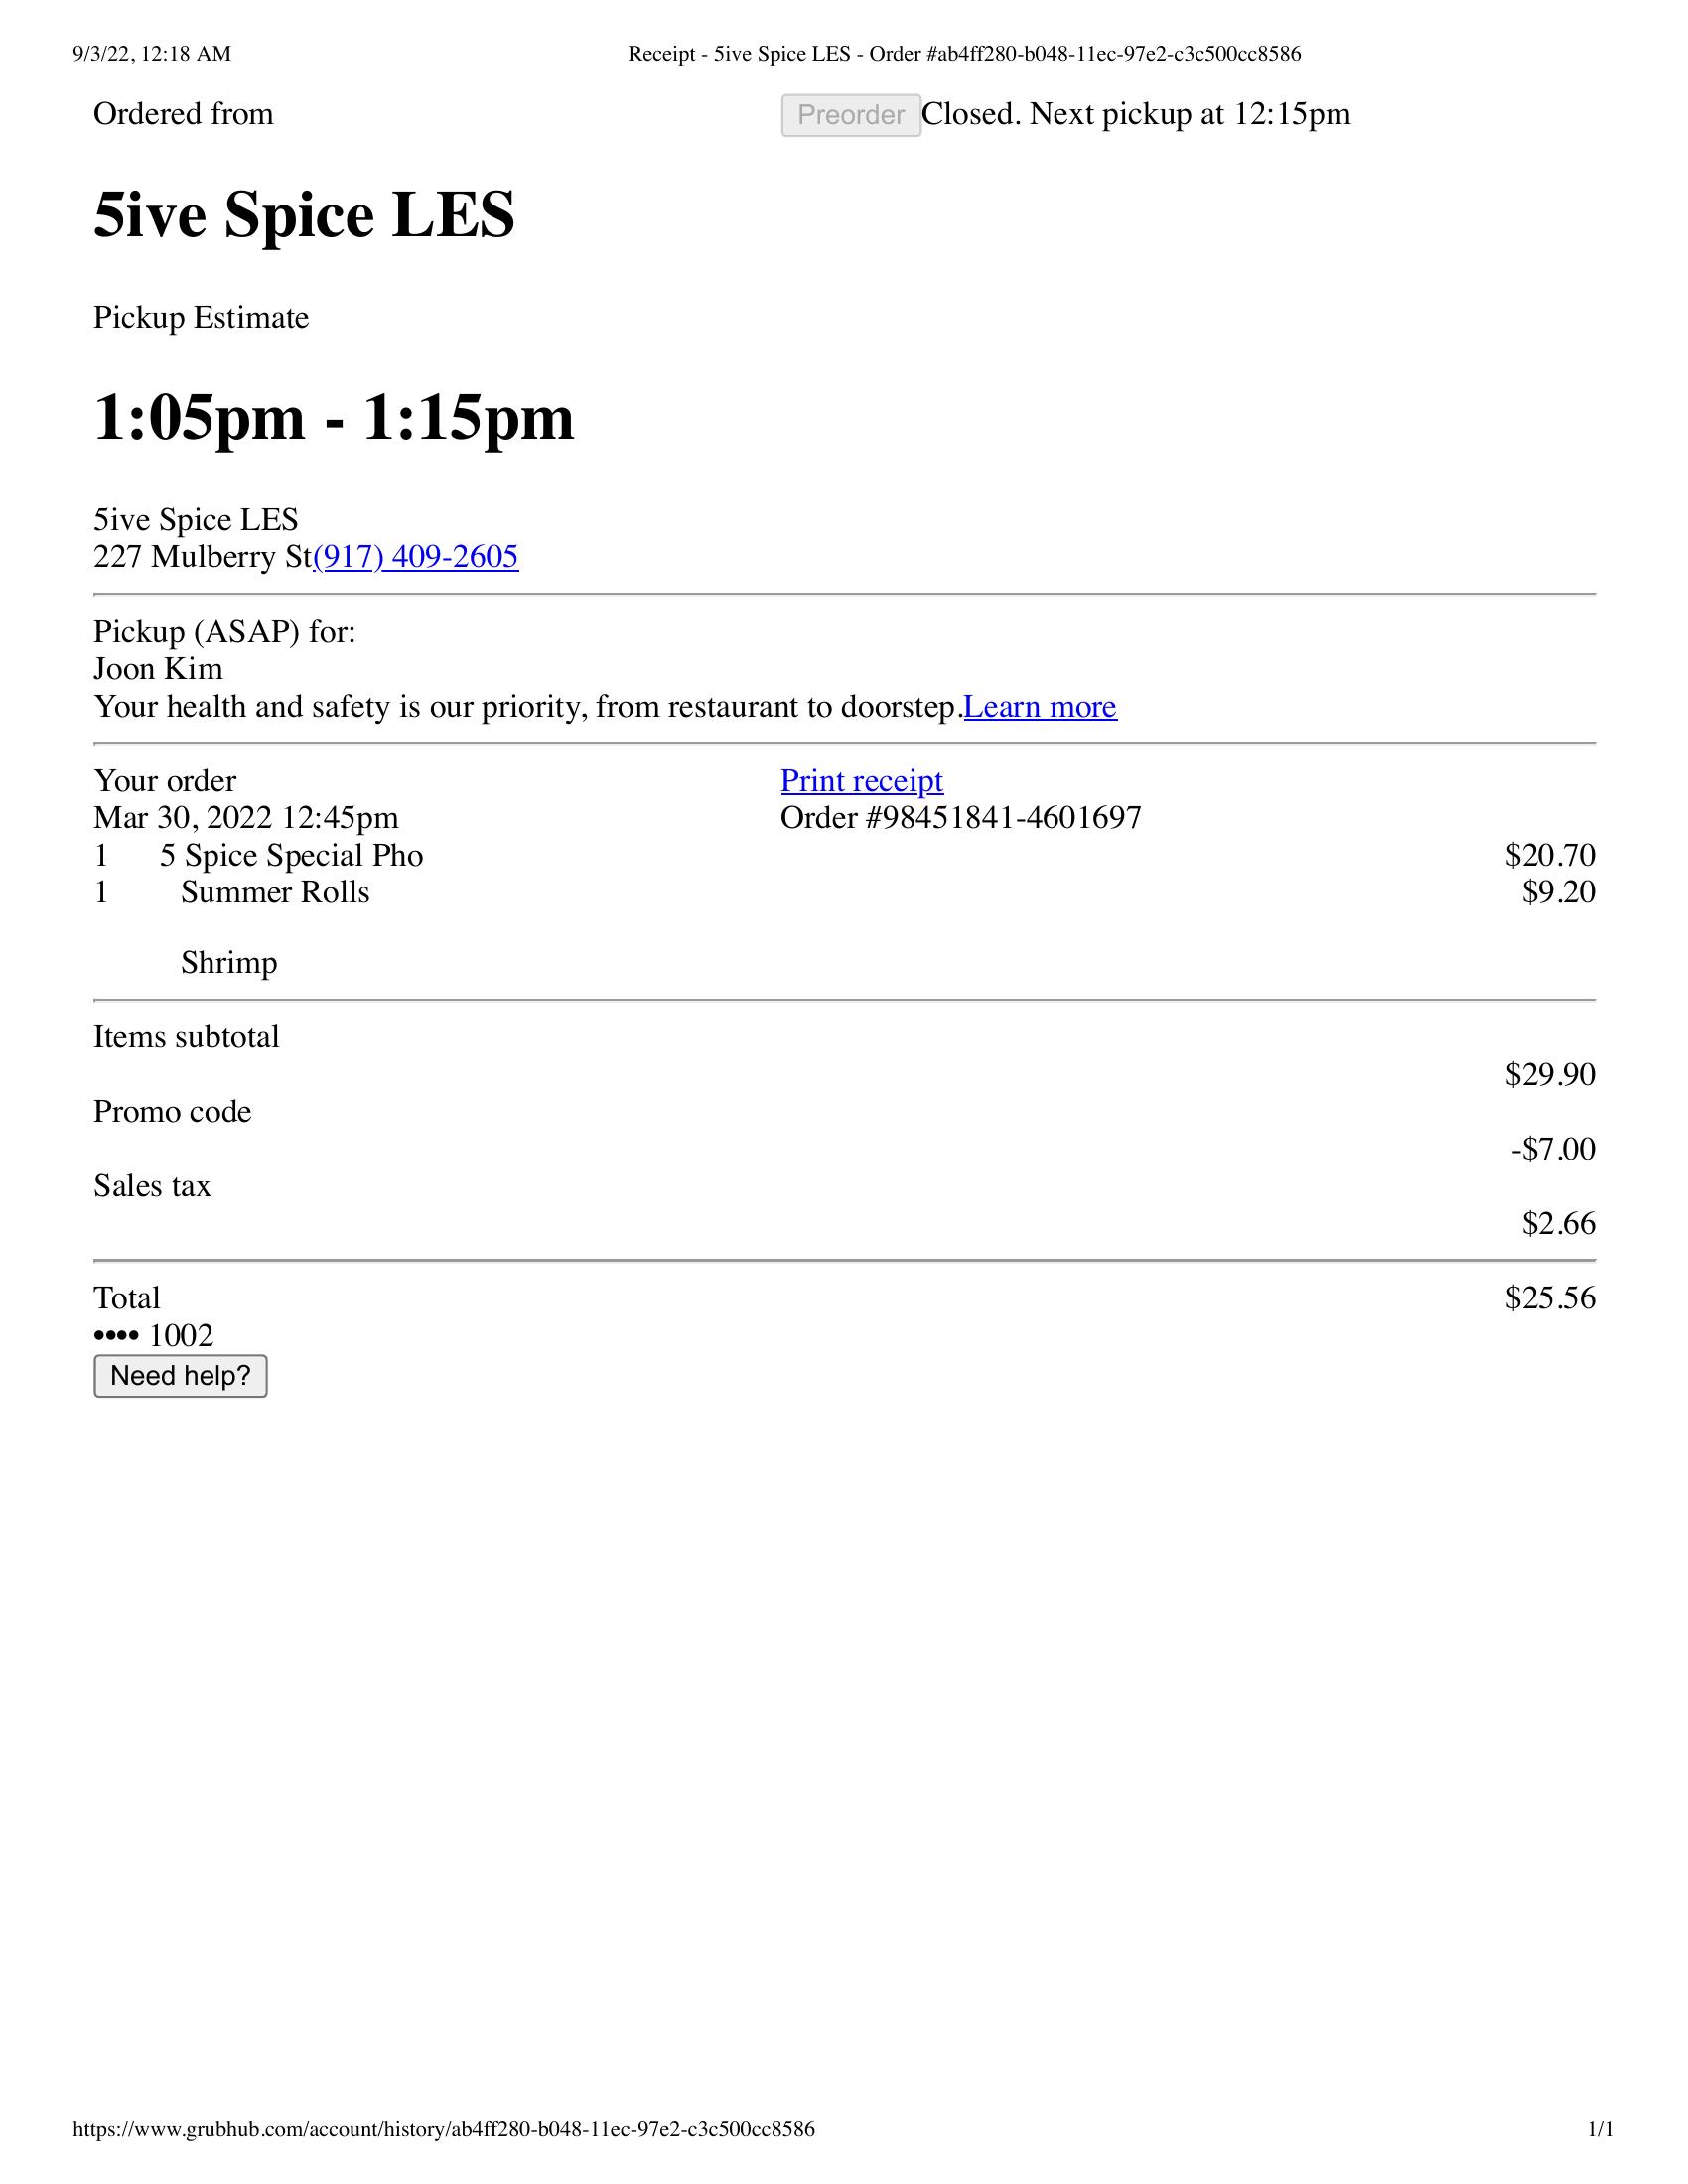 9/3/22, 12:18 AM Receipt - 5ive Spice LES - Order #ab4ff280-b048-11ec-97e2-c3c500cc8586
Ordered from Preorder Closed. Next pickup at 12:15pm
5ive Spice LES
Pickup Estimate
1:05pm - 1:15pm
5ive Spice LES
227 Mulberry St(917) 409-2605
Pickup (ASAP) for:
Joon Kim
Your health and safety is our priority, from restaurant to doorstep.Learn more
Your order Print receipt
Mar 30, 2022 12:45pm Order #98451841-4601697
1 5 Spice Special Pho $20.70
1 Summer Rolls $9.20
Shrimp
Items subtotal
$29.90
Promo code
-$7.00
Sales tax
$2.66
Total $25.56
•••• 1002
Need help?
https://www.grubhub.com/account/history/ab4ff280-b048-11ec-97e2-c3c500cc8586 1/1